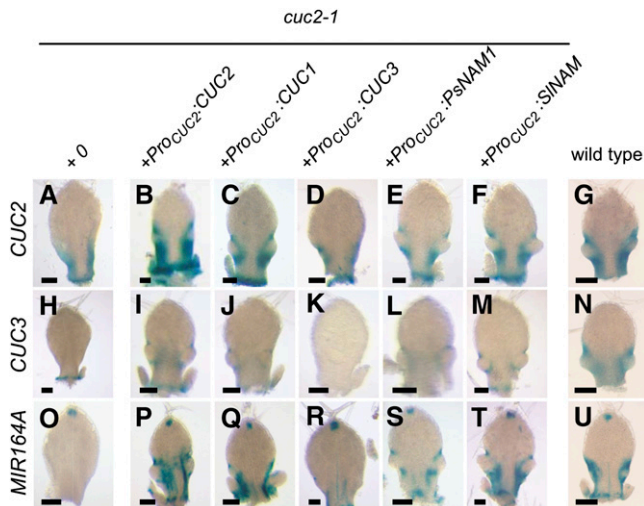 cuc2-1
+ 0
+ProCUC2:CUC2
+ProCUC2:CUC1
+ProCUC2:CUC3
+ProCUC2:PsNAM1
+ProCUC2:SlNAM
wild type
CUC2
A B C D E F G
CUC3
H I J K L M N
MIR164A
O P Q R S T U